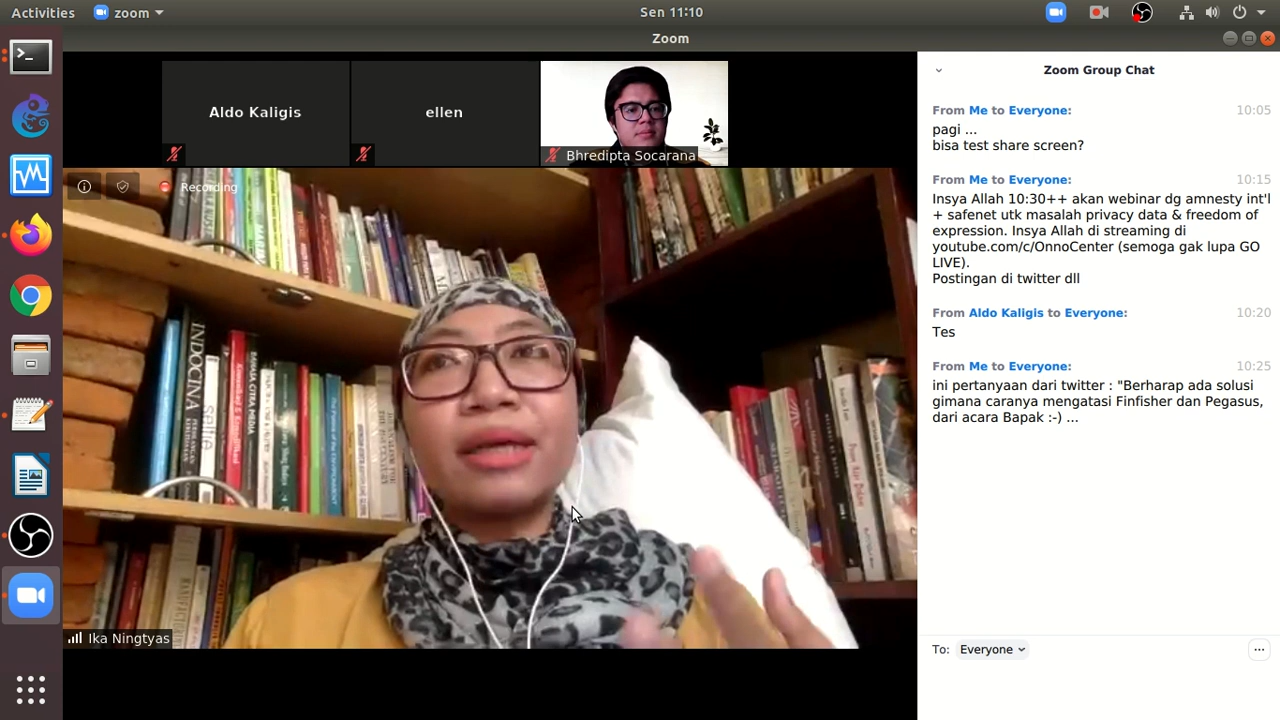 Activities
zoom
Sen 11:10
Zoom
Aldo Kaligis
ellen
Bhredipta Socarana
Recording
INDOCINA
selfie
BAHASA CITRA MEDIA
Ika Ningtyas
Zoom Group Chat
From Me to Everyone: 10:05
pagi ...
bisa test share screen?
From Me to Everyone: 10:15
Insya Allah 10:30++ akan webinar dg amnesty int'l
+ safenet utk masalah privacy data & freedom of
expression. Insya Allah di streaming di
youtube.com/c/OnnoCenter (semoga gak lupa GO
LIVE).
Postingan di twitter dll
From Aldo Kaligis to Everyone: 10:20
Tes
From Me to Everyone: 10:25
ini pertanyaan dari twitter : "Berharap ada solusi
gimana caranya mengatasi Finfisher dan Pegasus,
dari acara Bapak :-) ...
To: Everyone